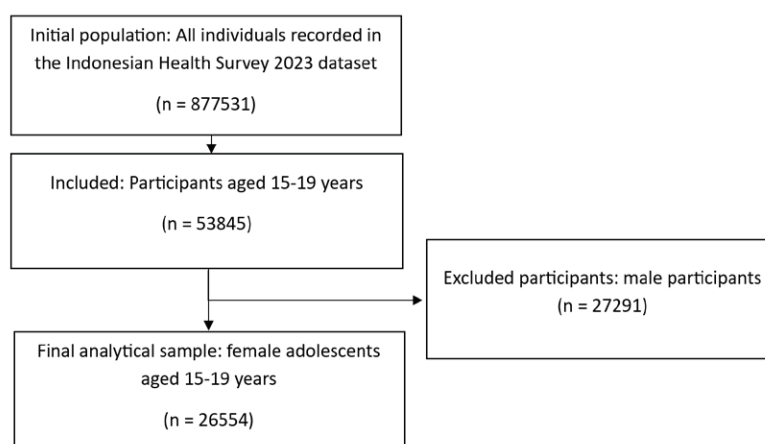 Initial population: All individuals recorded in
the Indonesian Health Survey 2023 dataset
(n = 877531)
Included: Participants aged 15-19 years
(n = 53845)
Excluded participants: male participants
(n = 27291)
Final analytical sample: female adolescents
aged 15-19 years
(n = 26554)